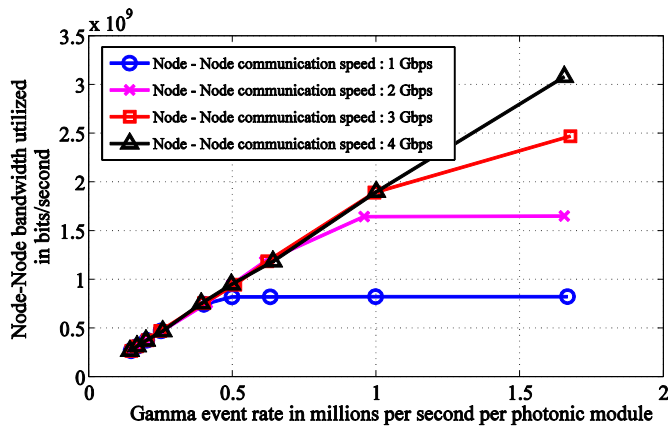 x 10⁹
3.5
3
2.5
2
1.5
1
0.5
0
Node-Node bandwidth utilized
in bits/second
Node - Node communication speed : 1 Gbps
Node - Node communication speed : 2 Gbps
Node - Node communication speed : 3 Gbps
Node - Node communication speed : 4 Gbps
0 0.5 1 1.5 2
Gamma event rate in millions per second per photonic module